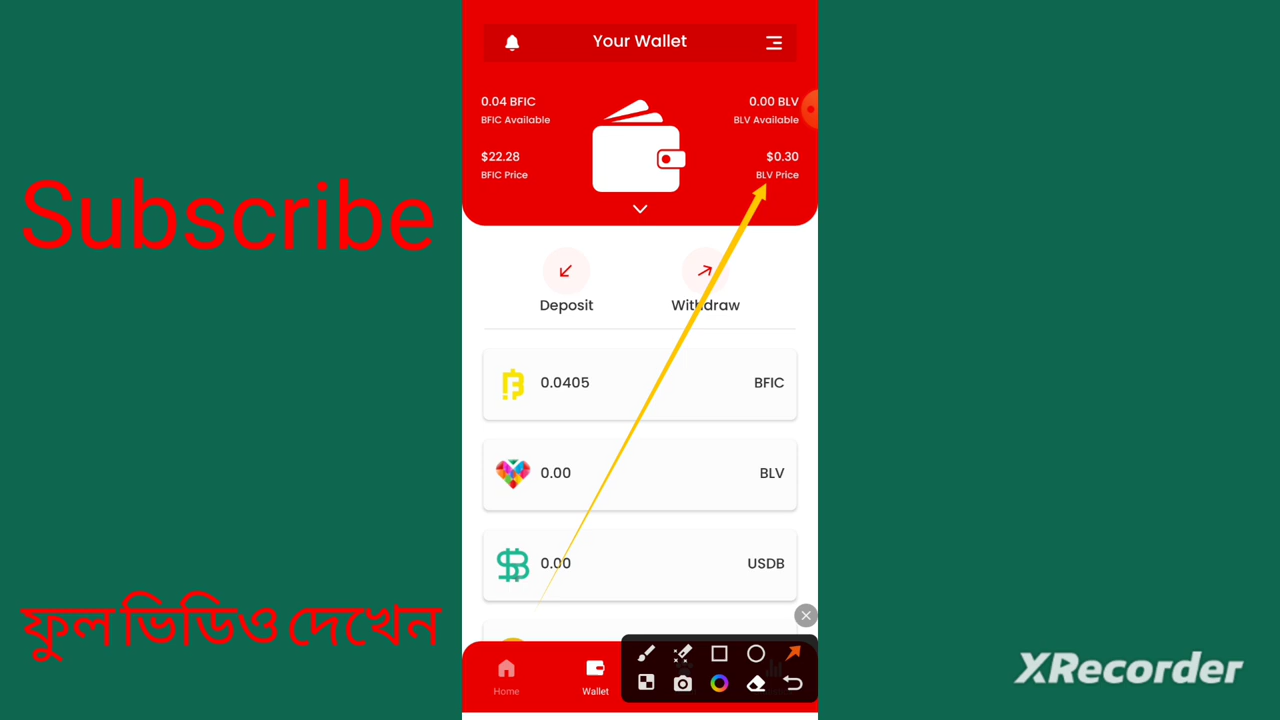 Your Wallet
0.04 BFIC
BFIC Available
0.00 BLV
BLV Available
$22.28
BFIC Price
$0.30
BLV Price
Subscribe
Deposit
Withdraw
0.0405 BFIC
0.00 BLV
0.00 USDB
ফুল ভিডিও দেখেন
Home
Wallet
XRecorder